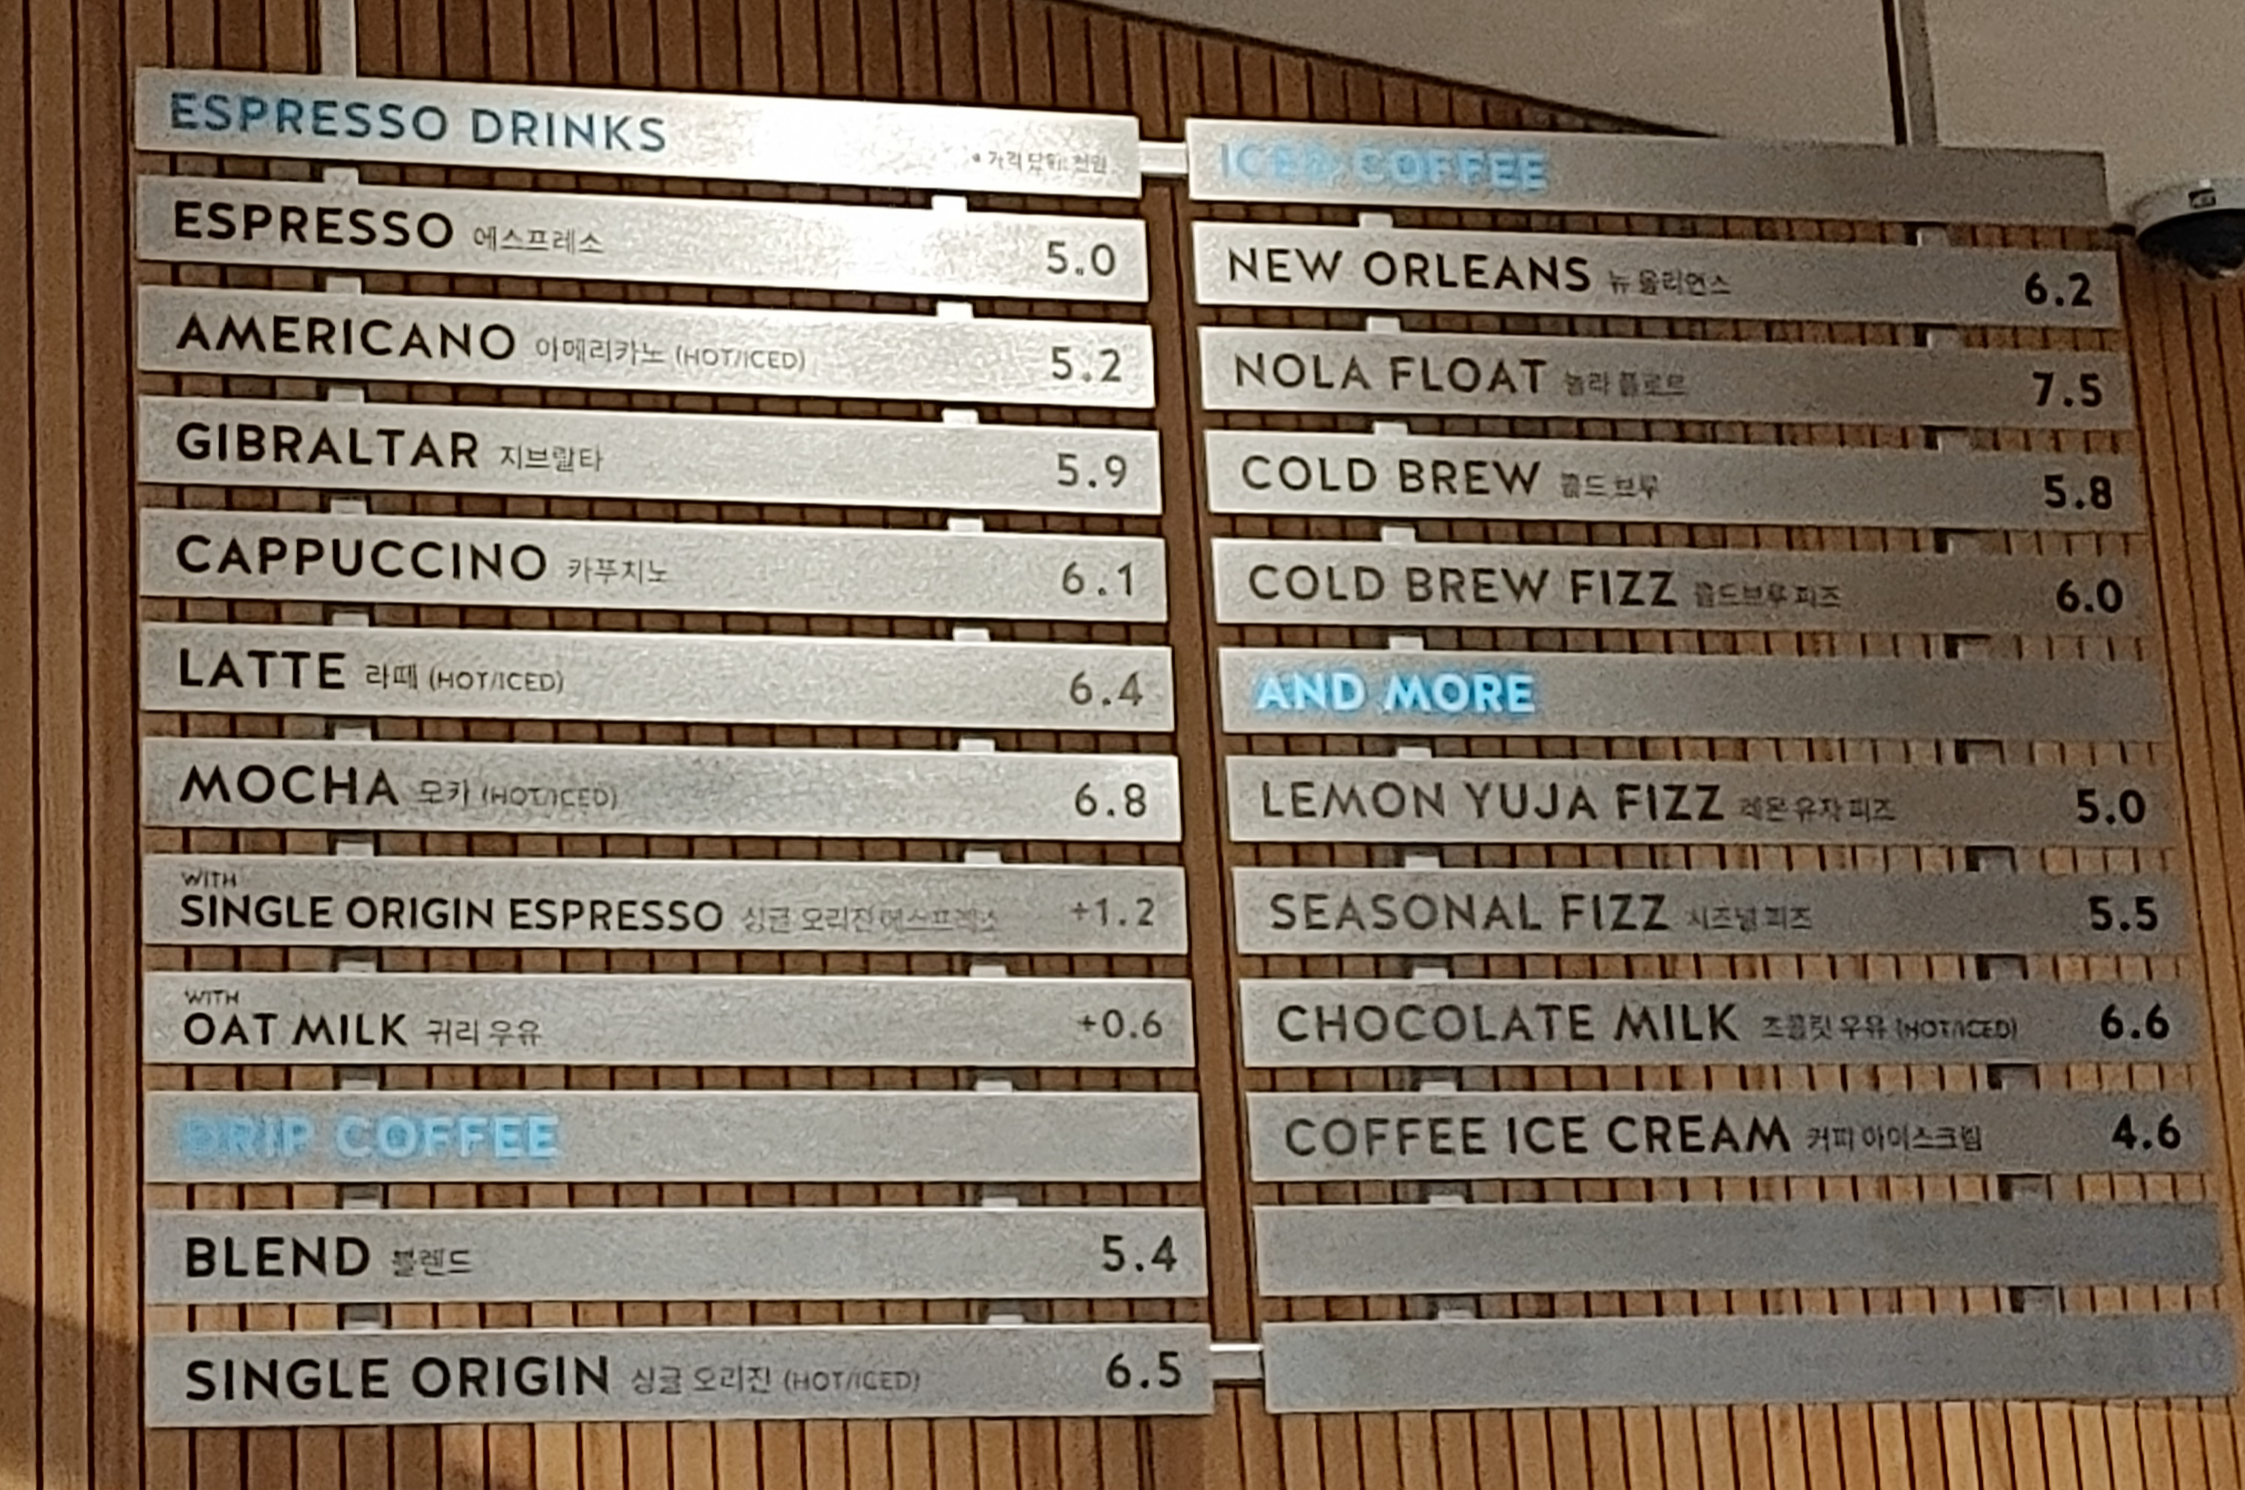 ESPRESSO DRINKS
* 가격 단위: 천원
ESPRESSO 에스프레소 5.0
AMERICANO 아메리카노 (HOT/ICED) 5.2
GIBRALTAR 지브랄타 5.9
CAPPUCCINO 카푸치노 6.1
LATTE 라떼 (HOT/ICED) 6.4
MOCHA 모카 (HOT/ICED) 6.8
WITH
SINGLE ORIGIN ESPRESSO 싱글 오리진 에스프레소 +1.2
WITH
OAT MILK 귀리 우유 +0.6
DRIP COFFEE
BLEND 블렌드 5.4
SINGLE ORIGIN 싱글 오리진 (HOT/ICED) 6.5
ICED COFFEE
NEW ORLEANS 뉴 올리언스 6.2
NOLA FLOAT 놀라 플로트 7.5
COLD BREW 콜드 브루 5.8
COLD BREW FIZZ 콜드브루 피즈 6.0
AND MORE
LEMON YUJA FIZZ 레몬 유자 피즈 5.0
SEASONAL FIZZ 시즈널 피즈 5.5
CHOCOLATE MILK 초콜릿 우유 (HOT/ICED) 6.6
COFFEE ICE CREAM 커피 아이스크림 4.6